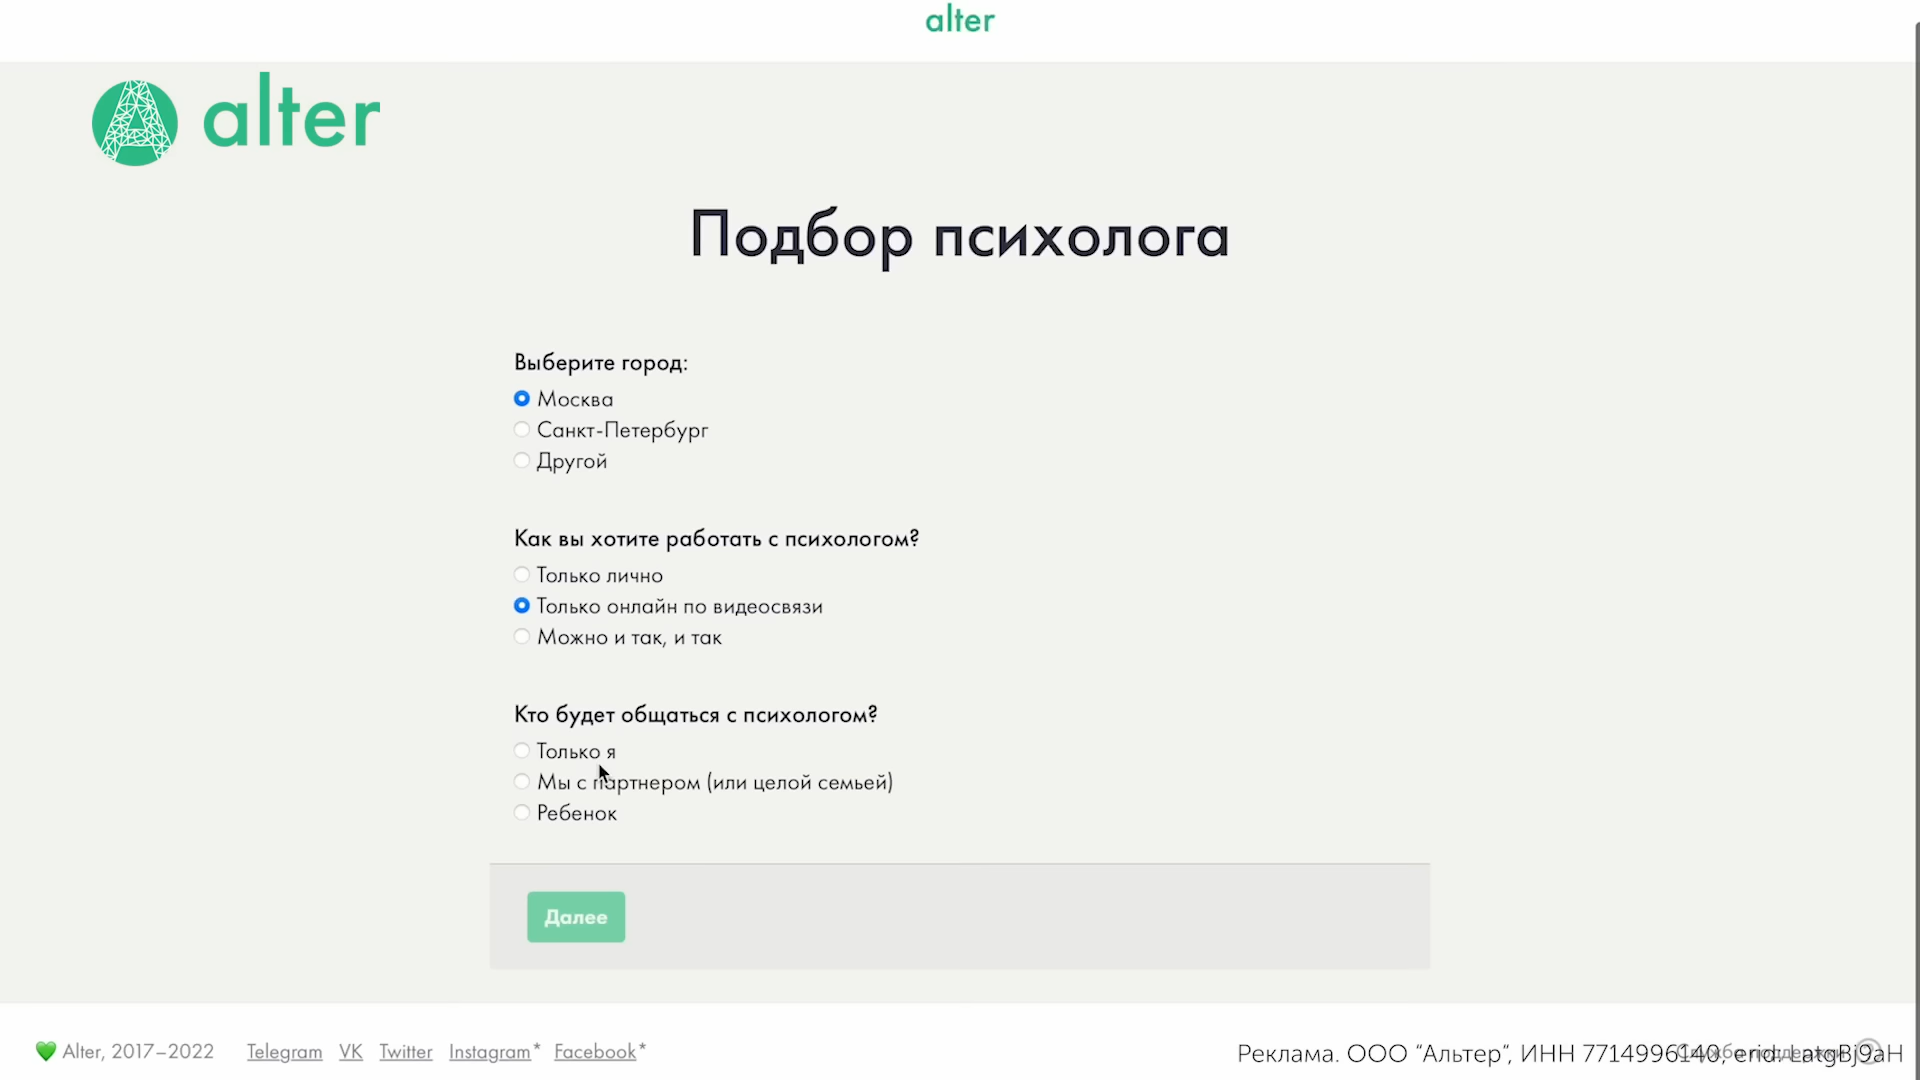 alter
alter
Подбор психолога
Выберите город:
Москва
Санкт-Петербург
Другой
Как вы хотите работать с психологом?
Только лично
Только онлайн по видеосвязи
Можно и так, и так
Кто будет общаться с психологом?
Только я
Мы с партнером (или целой семьей)
Ребенок
Далее
💚 Alter, 2017–2022 Telegram VK Twitter Instagram* Facebook*
Реклама. ООО “Альтер“, ИНН 7714996140, erid: LatgBj9aH